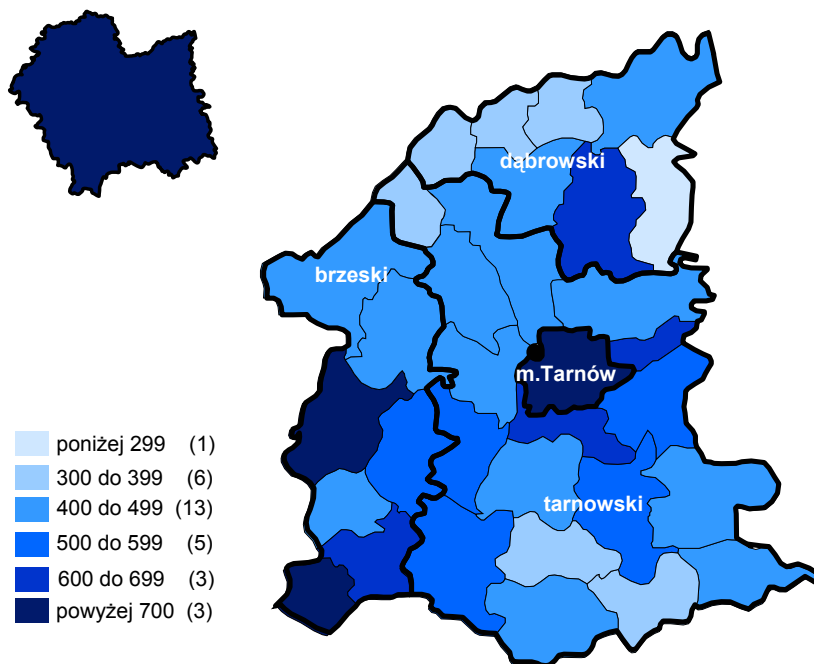 dąbrowski
brzeski
m.Tarnów
tarnowski
poniżej 299 (1)
300 do 399 (6)
400 do 499 (13)
500 do 599 (5)
600 do 699 (3)
powyżej 700 (3)